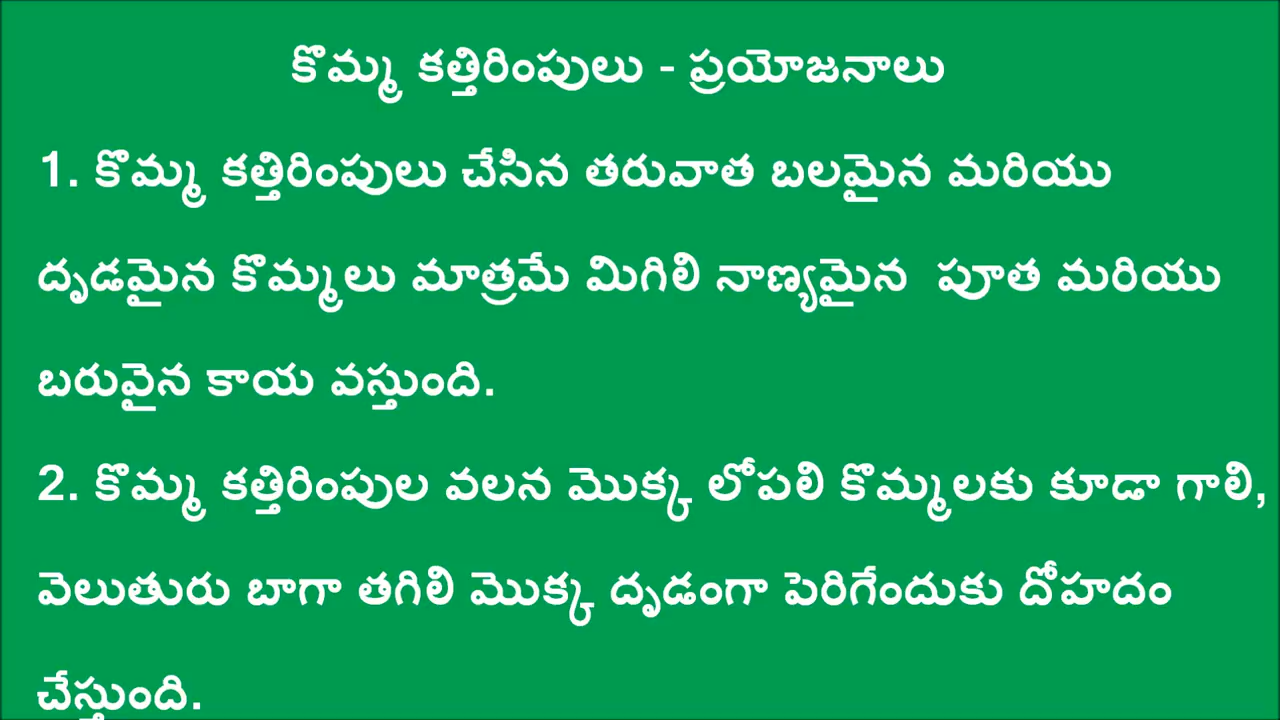 కొమ్మ కత్తిరింపులు - ప్రయోజనాలు
1. కొమ్మ కత్తిరింపులు చేసిన తరువాత బలమైన మరియు
దృడమైన కొమ్మలు మాత్రమే మిగిలి నాణ్యమైన పూత మరియు
బరువైన కాయ వస్తుంది.
2. కొమ్మ కత్తిరింపుల వలన మొక్క లోపలి కొమ్మలకు కూడా గాలి,
వెలుతురు బాగా తగిలి మొక్క దృడంగా పెరిగేందుకు దోహదం
చేస్తుంది.